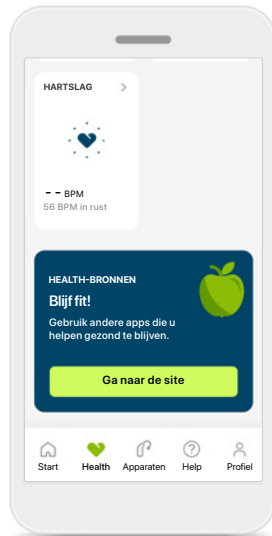 HARTSLAG
-- BPM
56 BPM in rust
HEALTH-BRONNEN
Blijf fit!
Gebruik andere apps die u
helpen gezond te blijven.
Ga naar de site
Start Health Apparaten Help Profiel